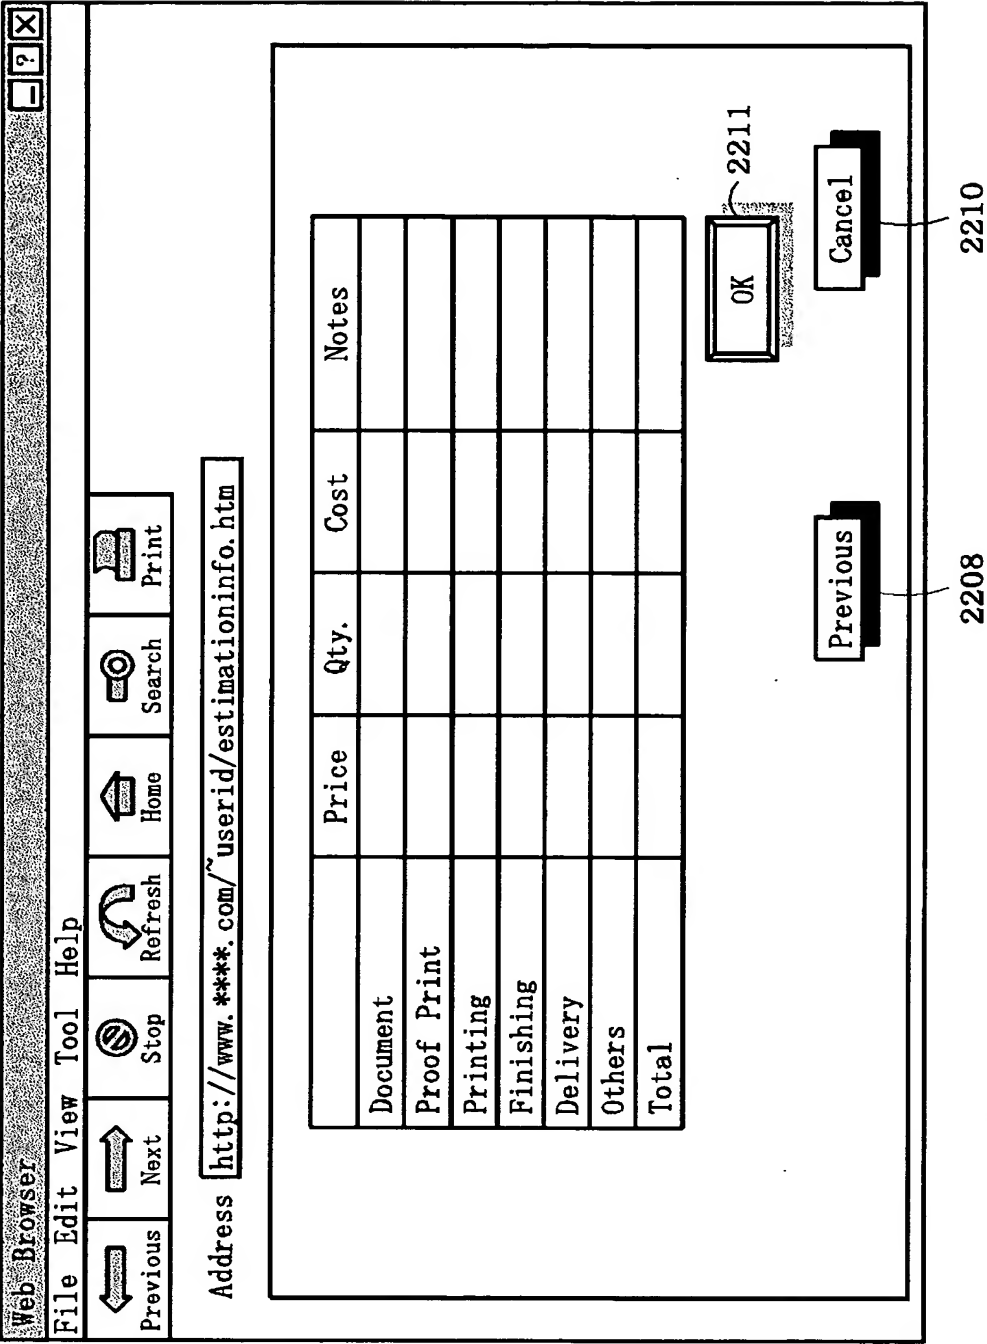 Web Browser _ ? X
File Edit View Tool Help
Previous Next Stop Refresh Home Search Print
Address http://www.****.com/~userid/estimationinfo.htm
Price Qty. Cost Notes
Document
Proof Print
Printing
Finishing
Delivery
Others
Total
OK 2211
Previous Cancel
2208 2210